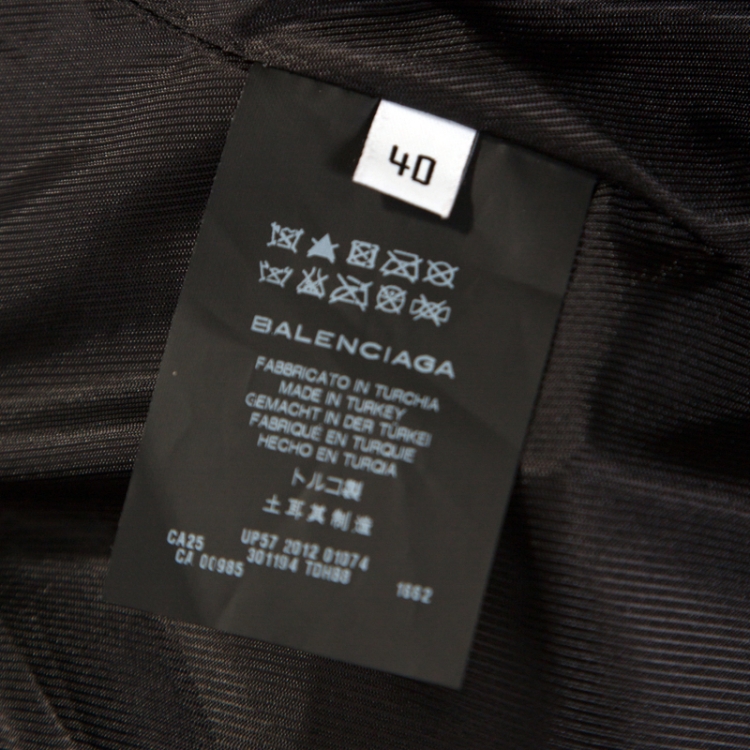 40
BALENCIAGA
FABBRICATO IN TURCHIA
MADE IN TURKEY
GEMACHT IN DER TÜRKEI
FABRIQUÉ EN TURQUIE
HECHO EN TURQIA
トルコ製
土耳其制造
CA25 UP57 2012 01074
CA 00985 301194 TDH88
1662